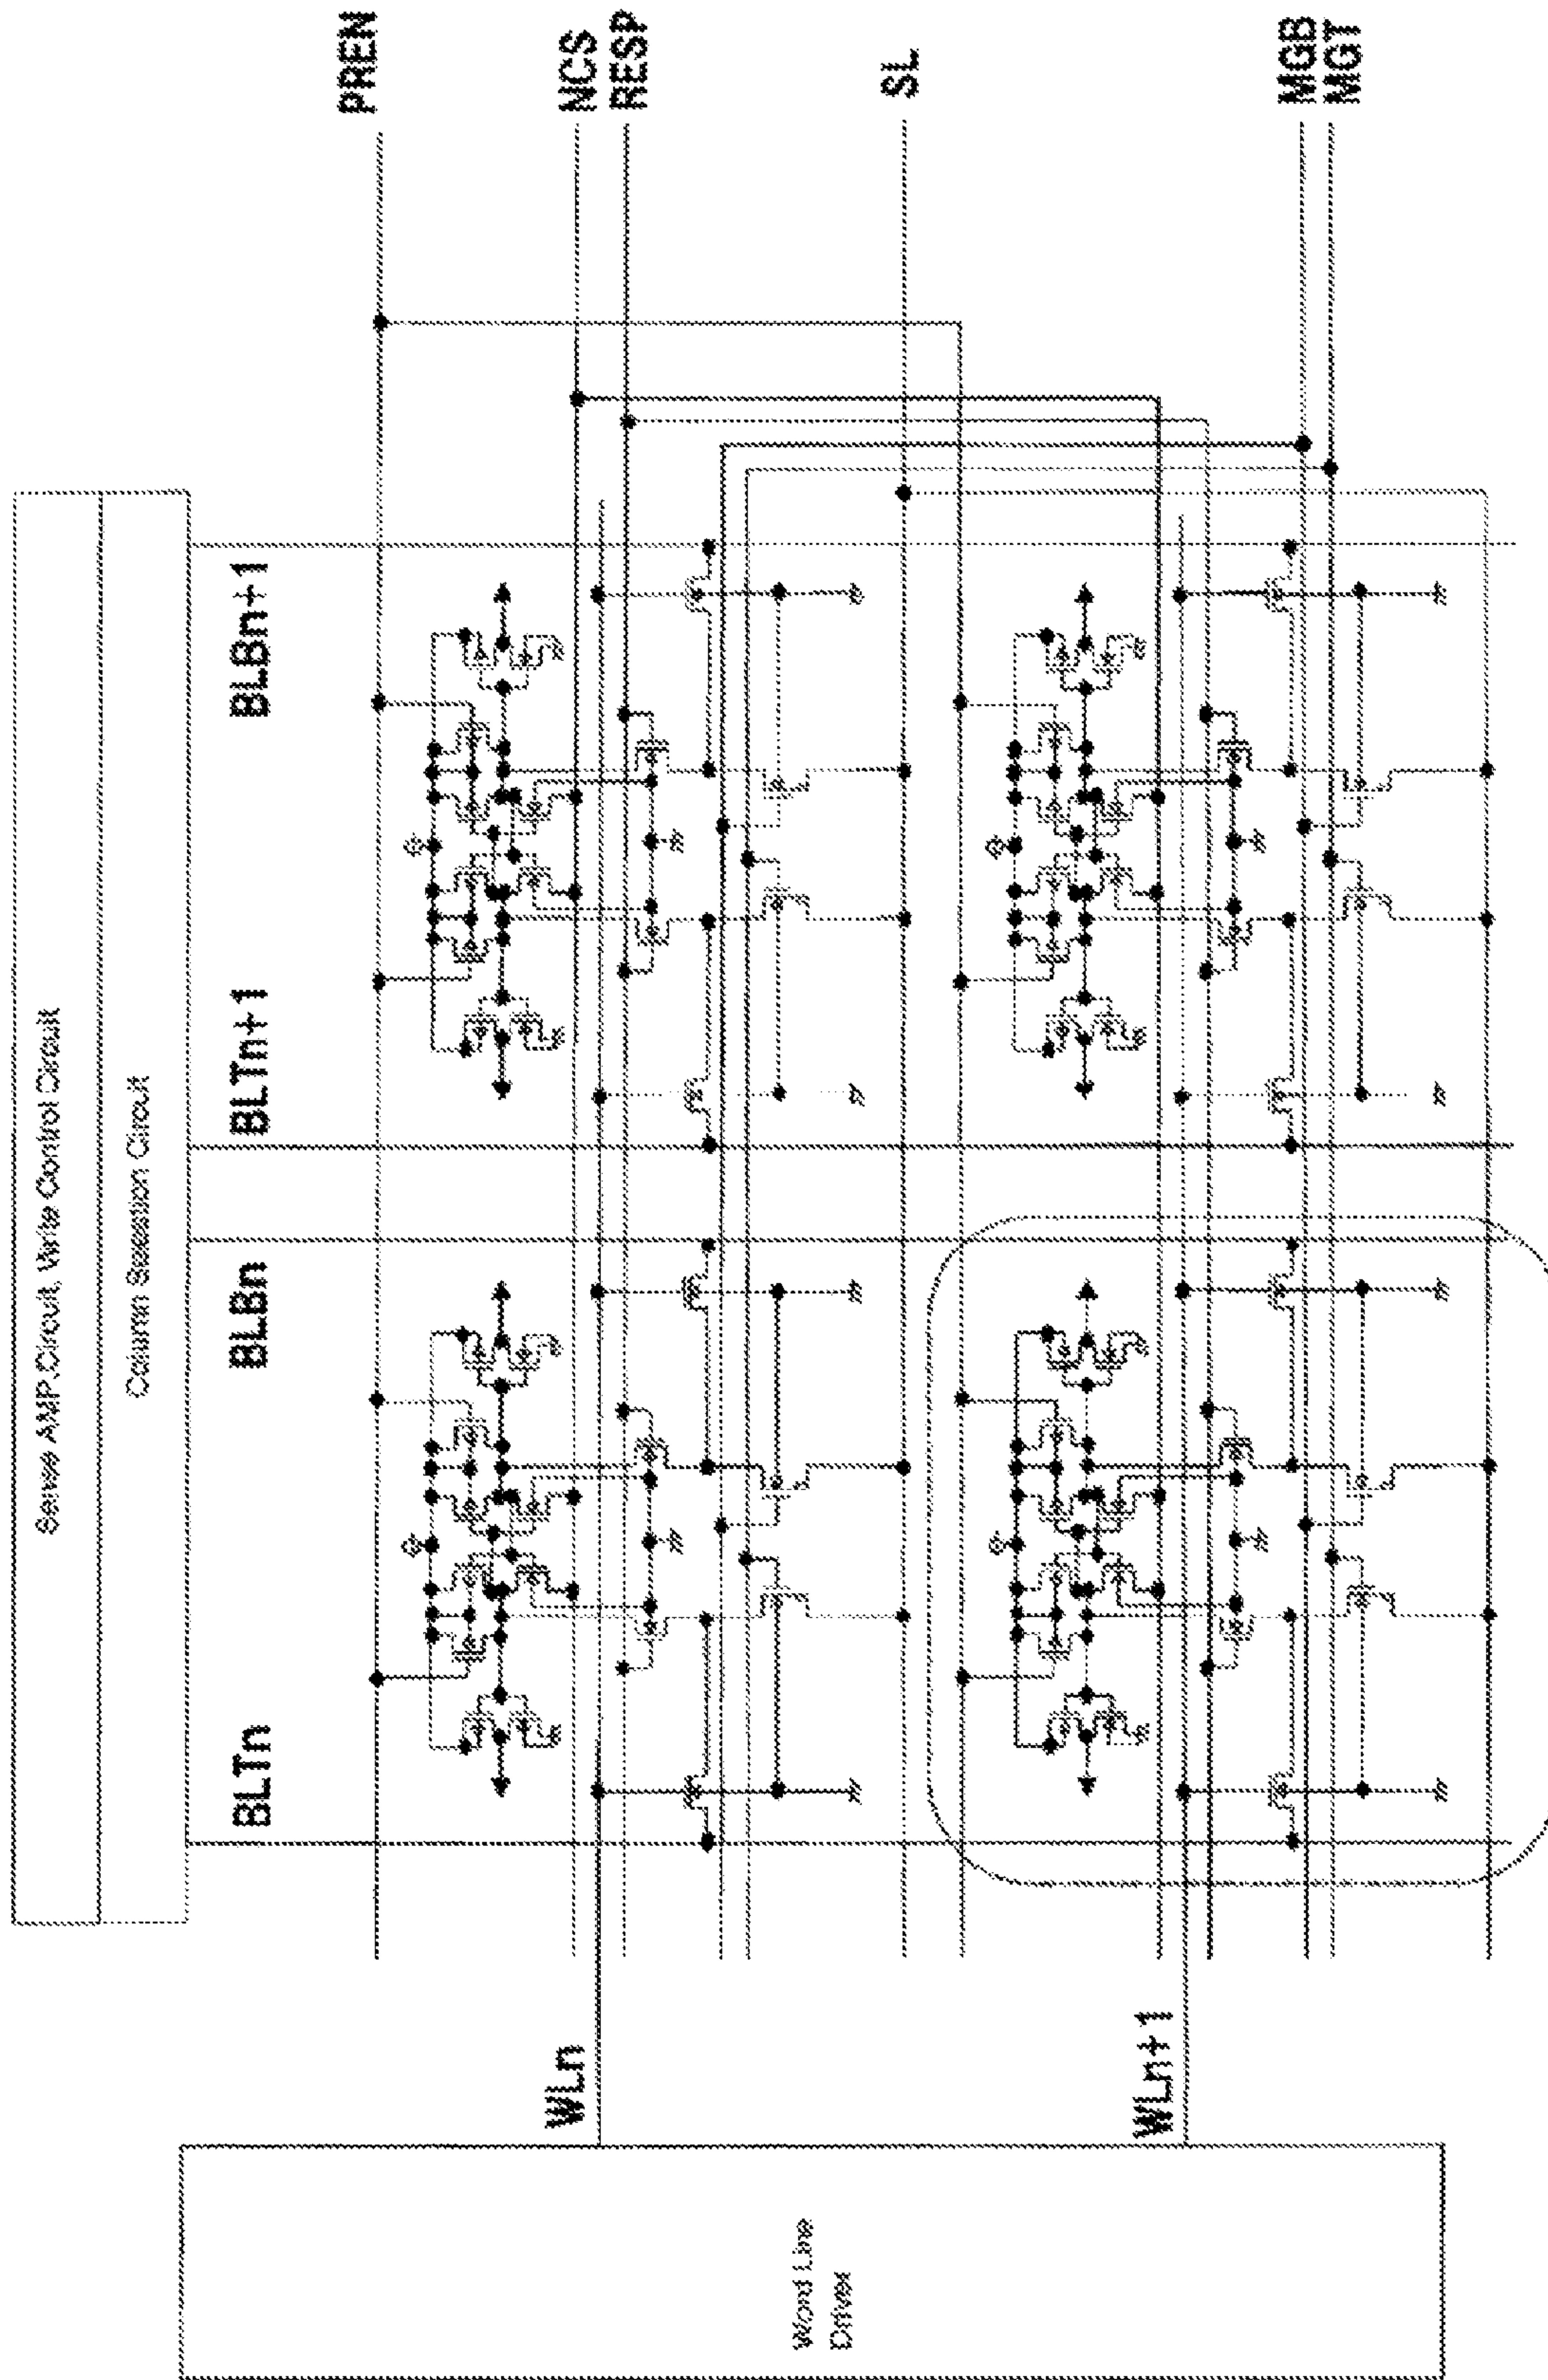 Sense AMP.Circuit, Write Control Circuit
Column Selection Circuit
BLTn
BLBn
BLTn+1
BLBn+1
PREN
NCS
RESP
SL
MGB
MGT
WLn
WLn+1
Word Line
Driver